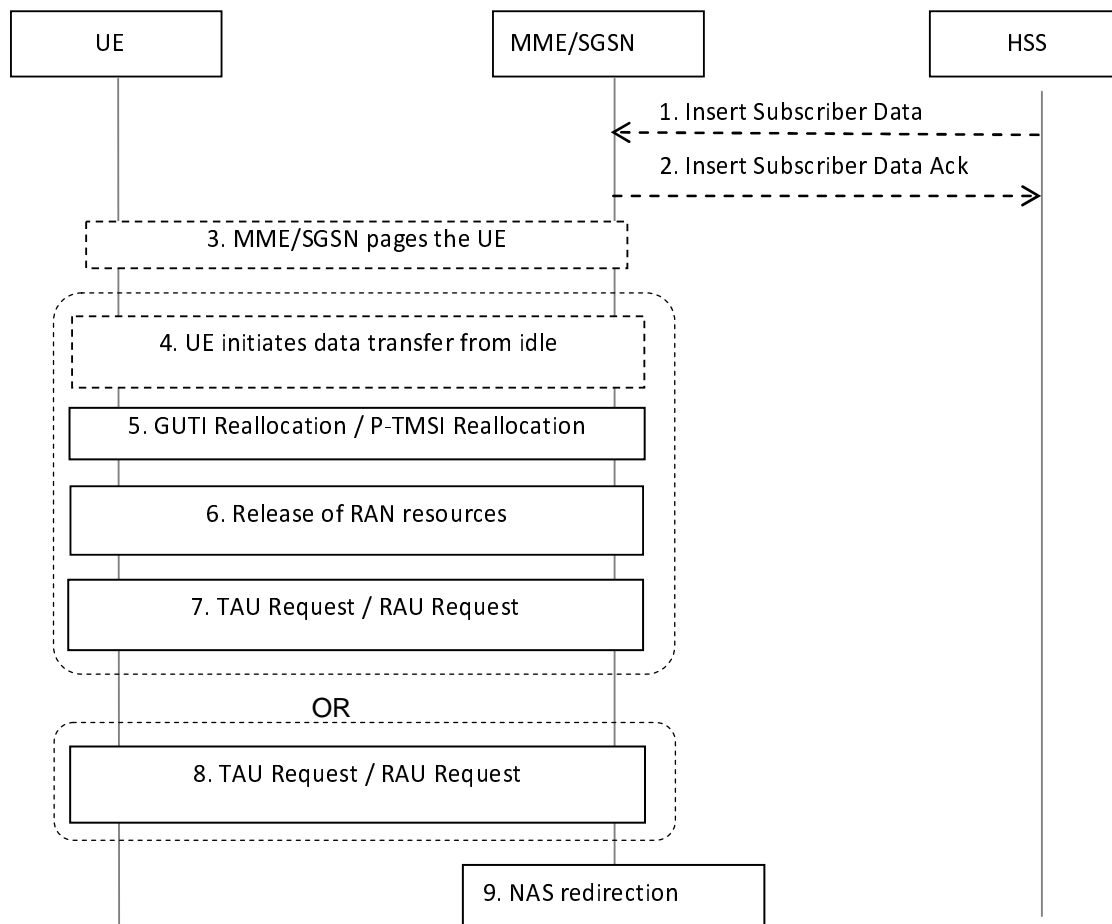 UE
MME/SGSN
HSS
1. Insert Subscriber Data
2. Insert Subscriber Data Ack
3. MME/SGSN pages the UE
4. UE initiates data transfer from idle
5. GUTI Reallocation / P-TMSI Reallocation
6. Release of RAN resources
7. TAU Request / RAU Request
OR
8. TAU Request / RAU Request
9. NAS redirection